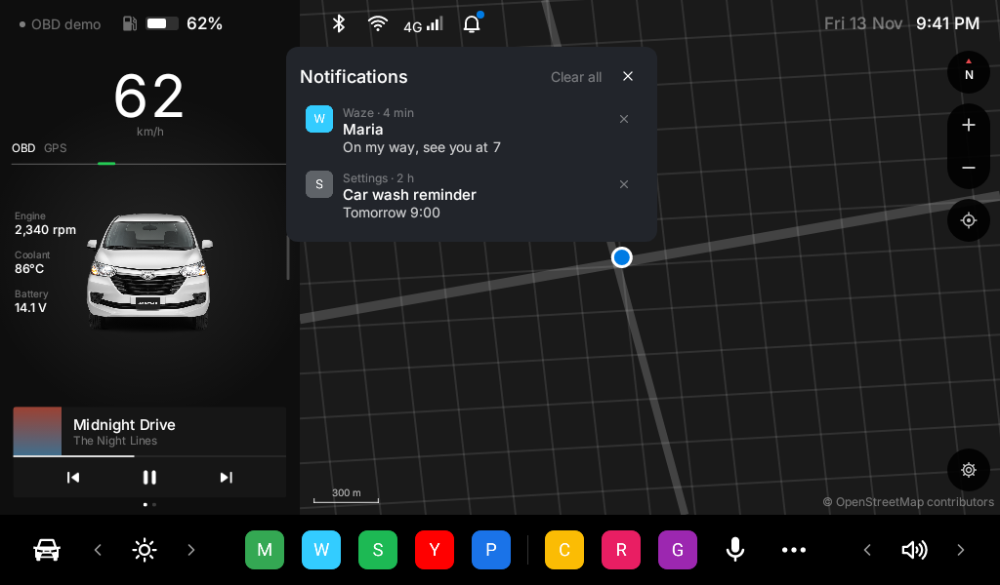 OBD demo
62%
4G
Fri 13 Nov 9:41 PM
62
km/h
OBD GPS
Engine
2,340 rpm
Coolant
86°C
Battery
14.1 V
Midnight Drive
The Night Lines
Notifications
Clear all
W
Waze · 4 min
Maria
On my way, see you at 7
S
Settings · 2 h
Car wash reminder
Tomorrow 9:00
N
300 m
© OpenStreetMap contributors
M W S Y P C R G